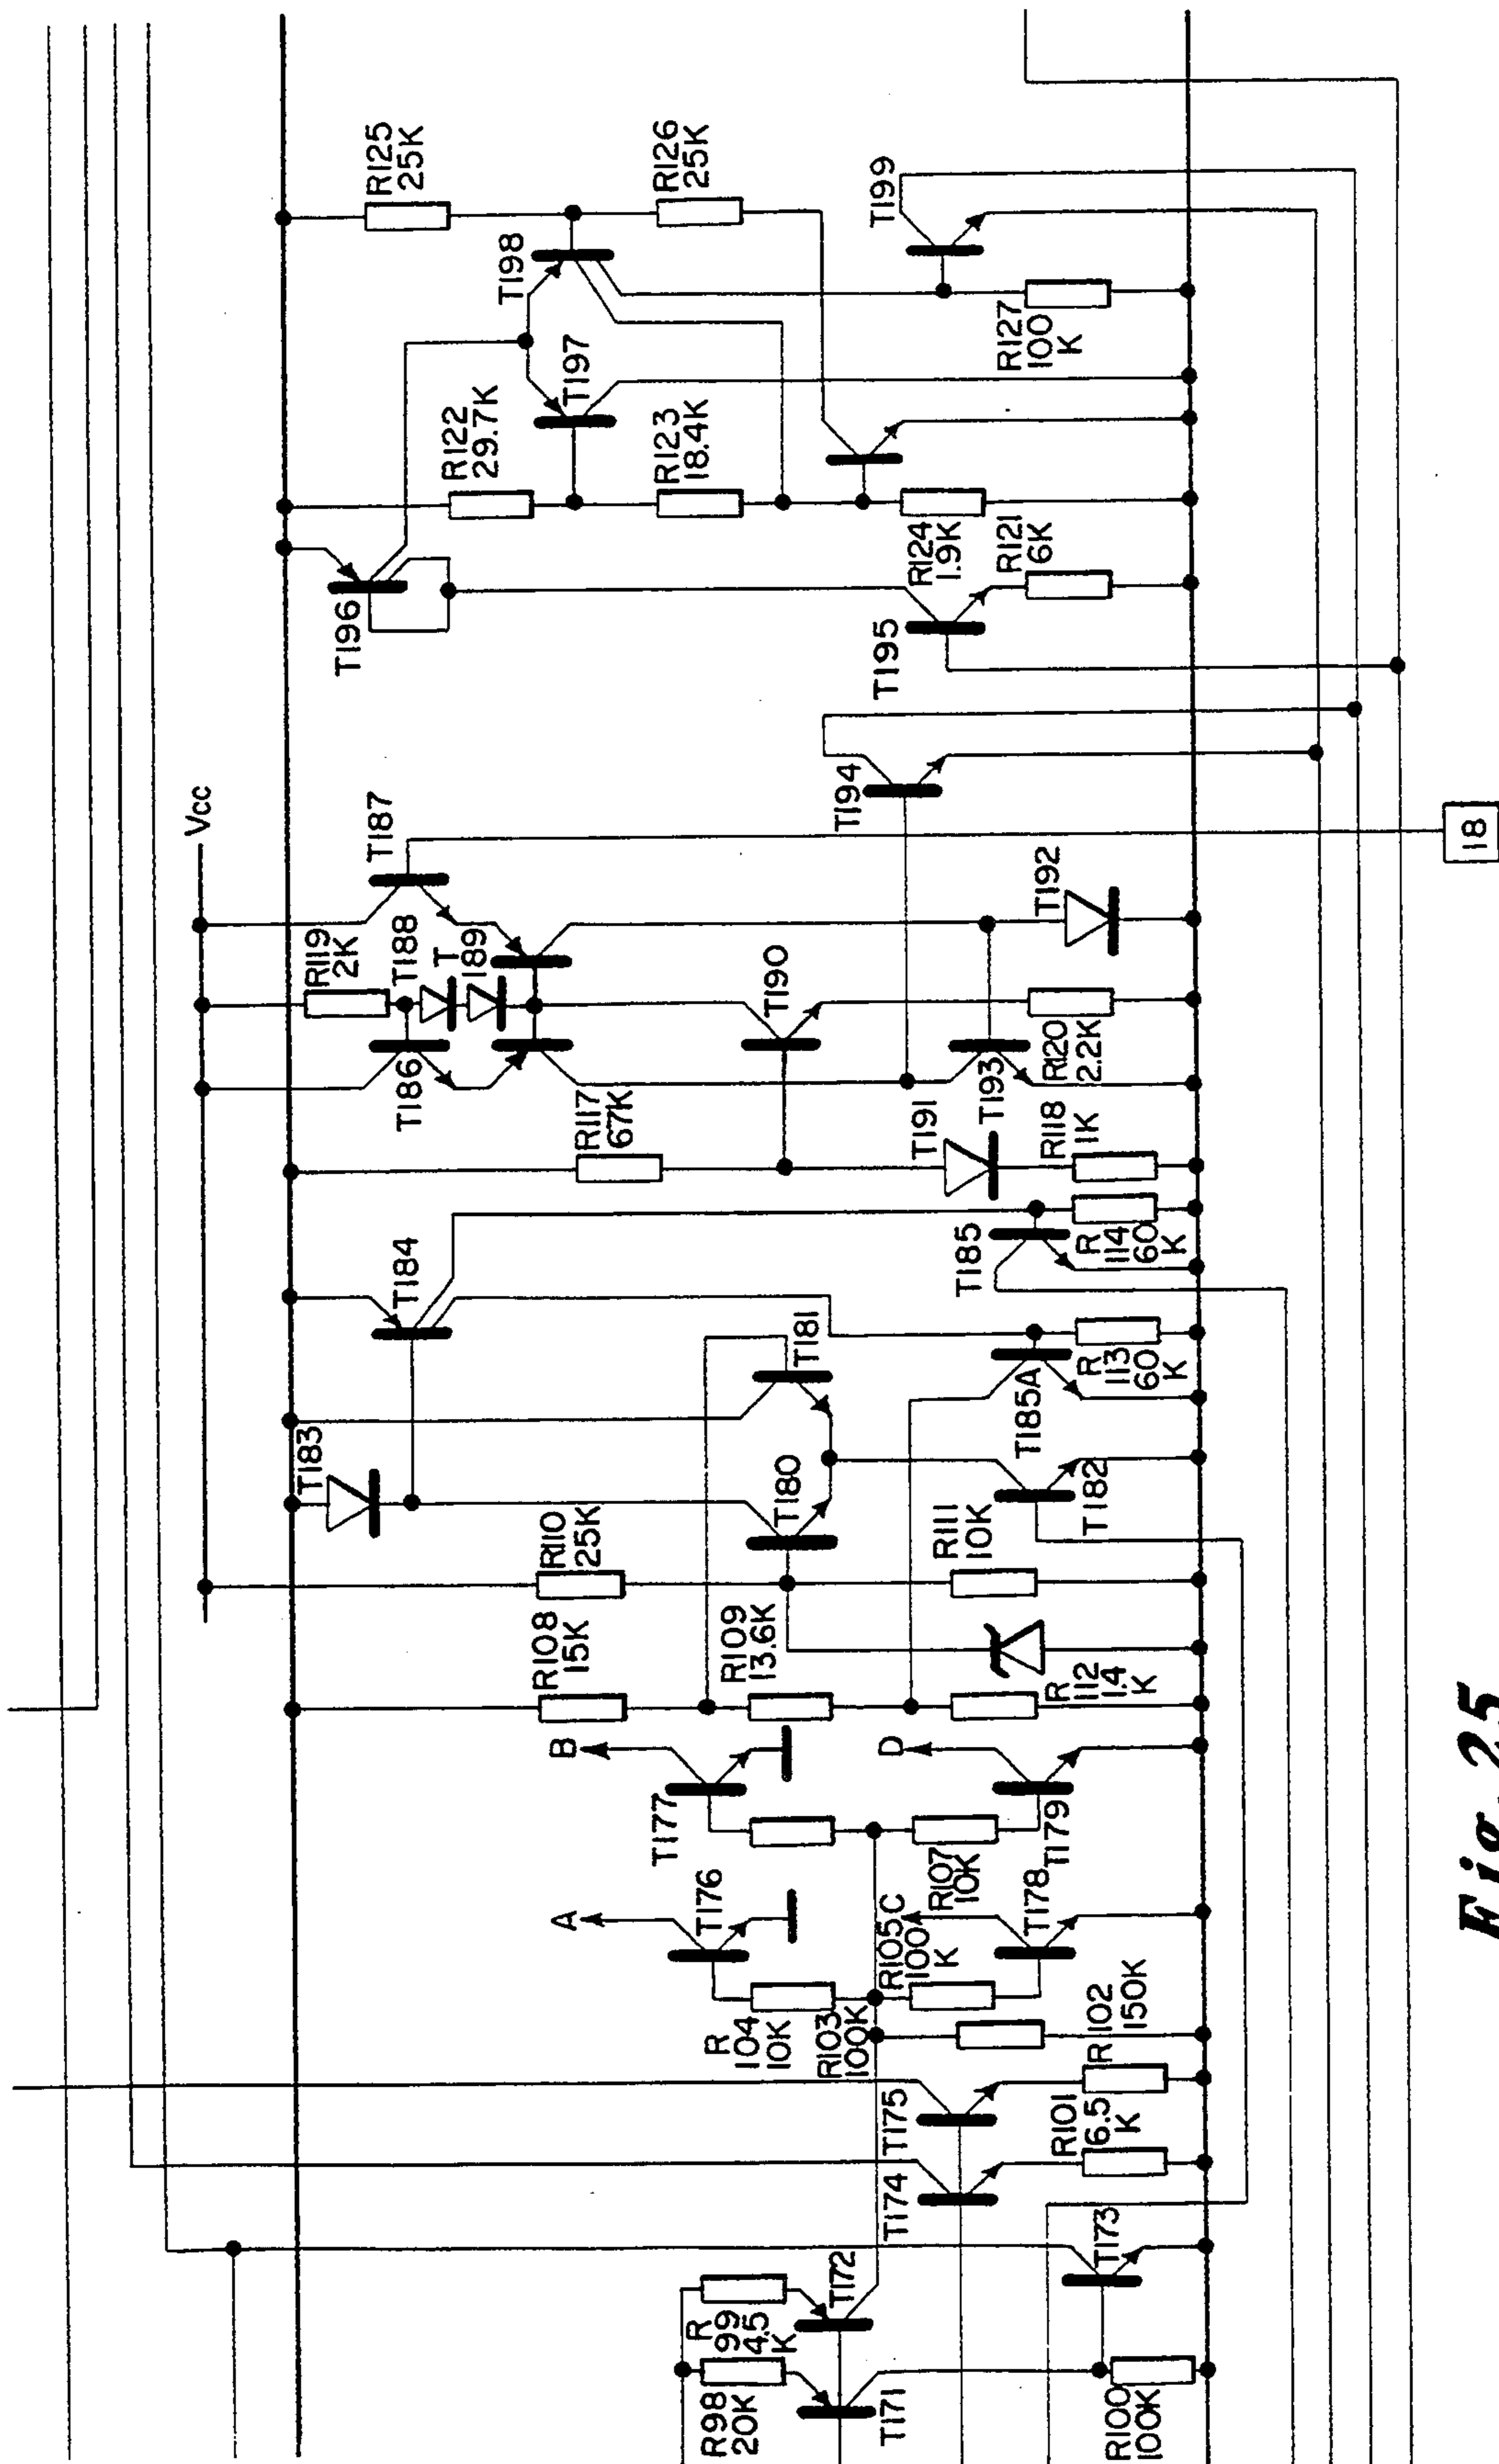 R125
25K
R126
25K
T198
T199
R127
100
K
T197
R122
29.7K
R123
18.4K
R124
1.9K
R121
6K
T196
T195
T194
Vcc
T187
R119
2K
T188
T
189
T192
T190
T186
R120
2.2K
T193
R117
67K
T191
R118
1K
T184
T185
R
114
60
K
T181
R
113
60
K
T185A
T183
T180
T182
R110
25K
R111
10K
R108
15K
R109
13.6K
R
112
1.4
K
B
D
T177
T179
R107
10K
A
T176
R105C
100
K
T178
R
104
10K
R103
100K
R102
150K
T175
R101
6.5
K
T174
T173
T172
R
99
4.5
K
R98
20K
T171
R100
100K
18
Fig. 25